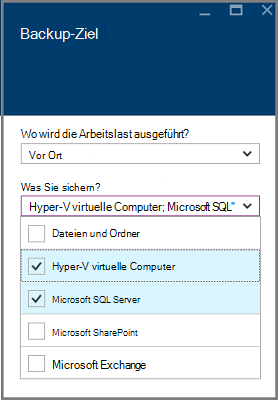 Backup-Ziel
Wo wird die Arbeitslast ausgeführt?
Vor Ort
Was Sie sichern?
Hyper-V virtuelle Computer; Microsoft SQL"
Dateien und Ordner
Hyper-V virtuelle Computer
Microsoft SQL Server
Microsoft SharePoint
Microsoft Exchange